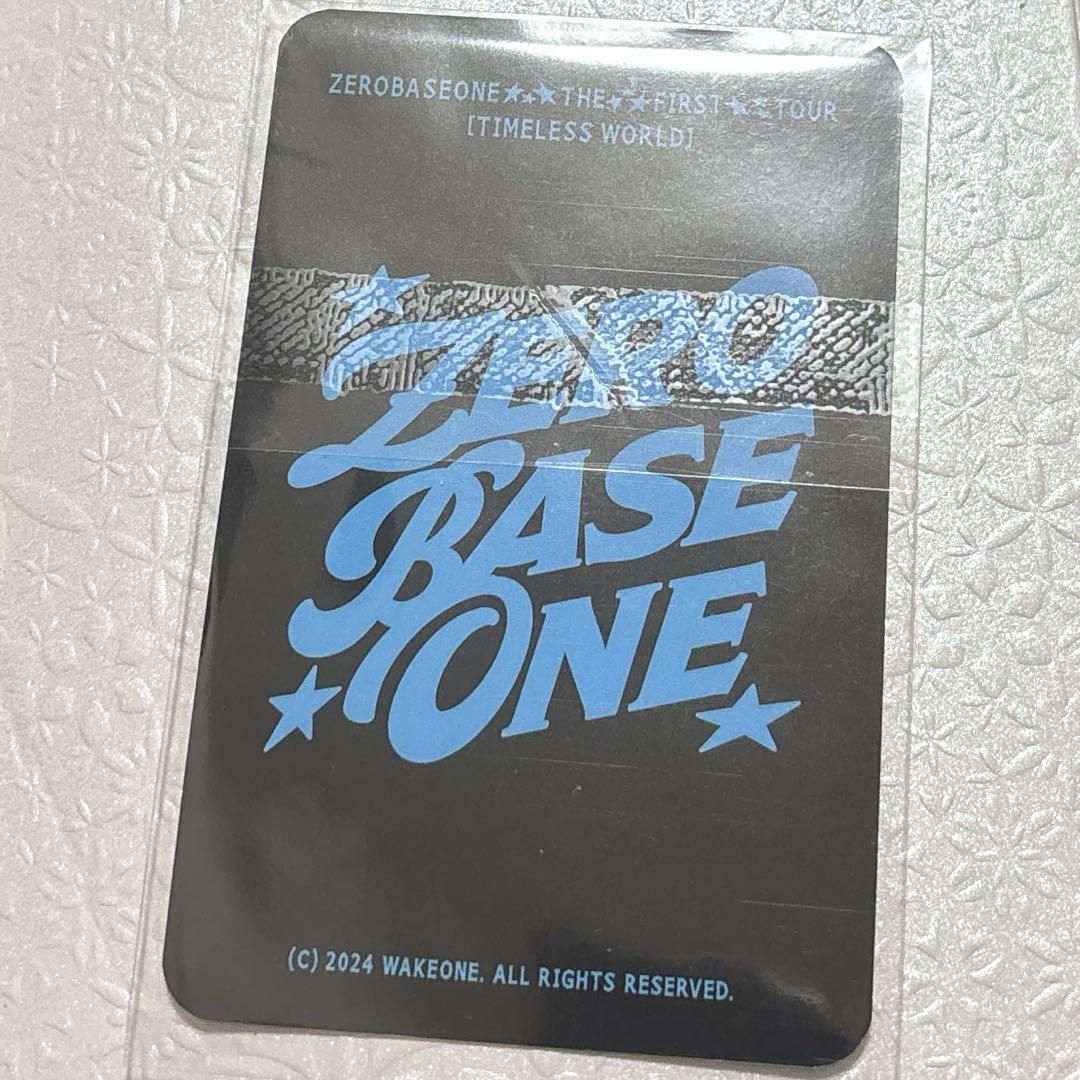 ZEROBASEONE★★★THE★★FIRST★★TOUR
[TIMELESS WORLD]
ZERO
BASE
ONE
(C) 2024 WAKEONE. ALL RIGHTS RESERVED.